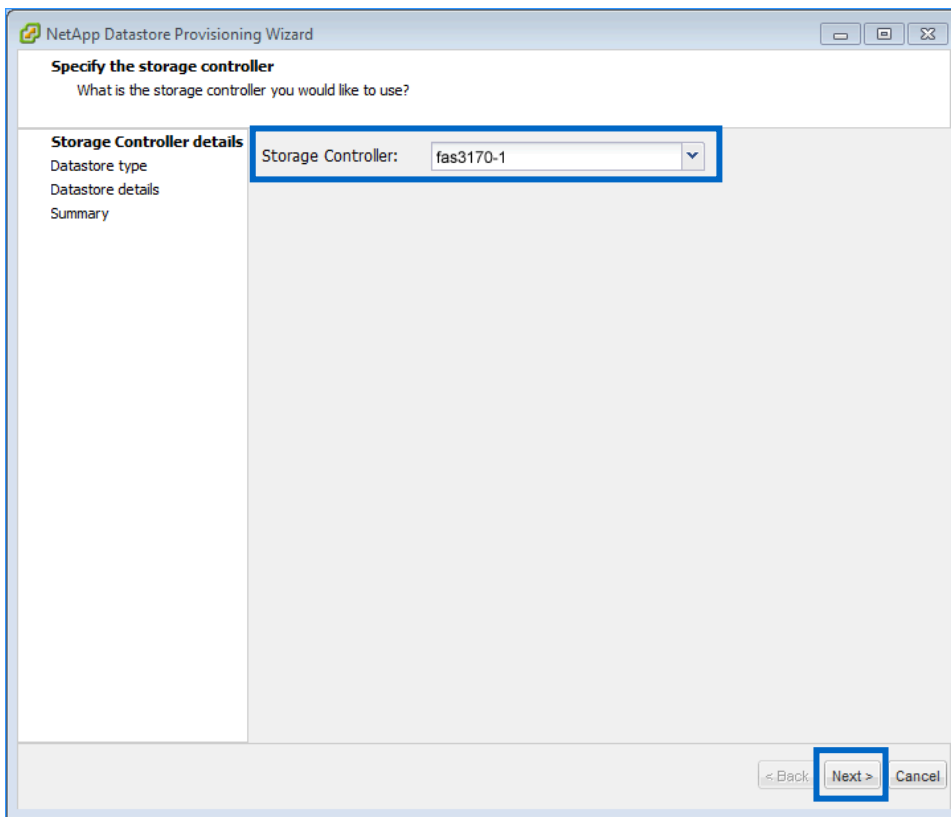 NetApp Datastore Provisioning Wizard
Specify the storage controller
What is the storage controller you would like to use?
Storage Controller details
Datastore type
Datastore details
Summary
Storage Controller: fas3170-1
< Back Next > Cancel